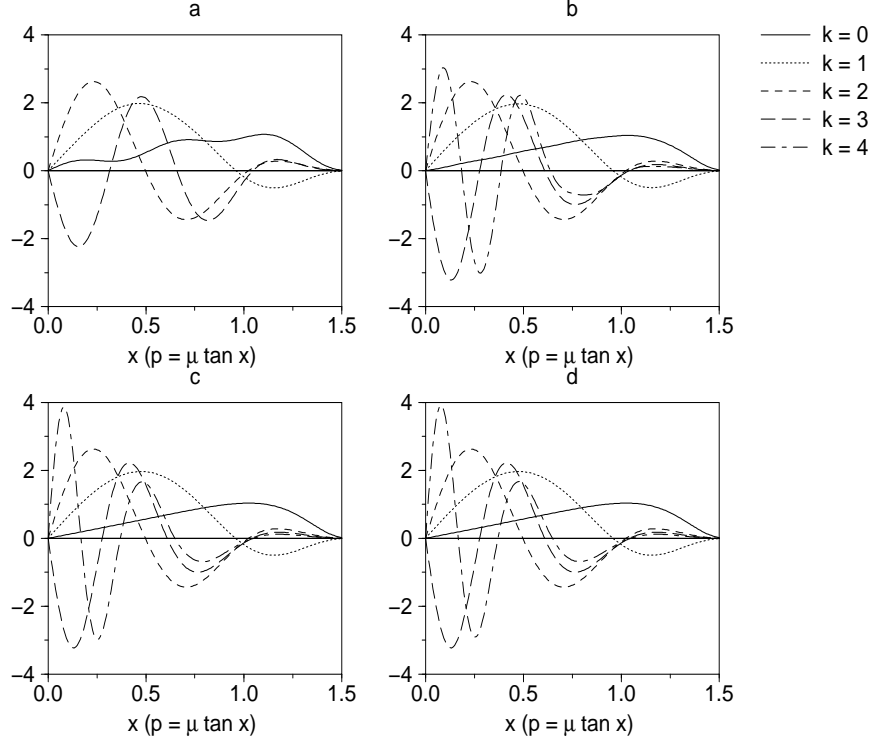 a
b
k = 0
k = 1
k = 2
k = 3
k = 4
4
2
0
−2
−4
0.0
0.5
1.0
1.5
x (p = μ tan x)
4
2
0
−2
−4
0.0
0.5
1.0
1.5
x (p = μ tan x)
c
d
4
2
0
−2
−4
0.0
0.5
1.0
1.5
x (p = μ tan x)
4
2
0
−2
−4
0.0
0.5
1.0
1.5
x (p = μ tan x)